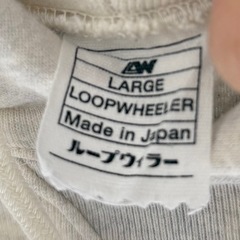 LW
LARGE
LOOPWHEELER
Made in Japan
ループウィラー